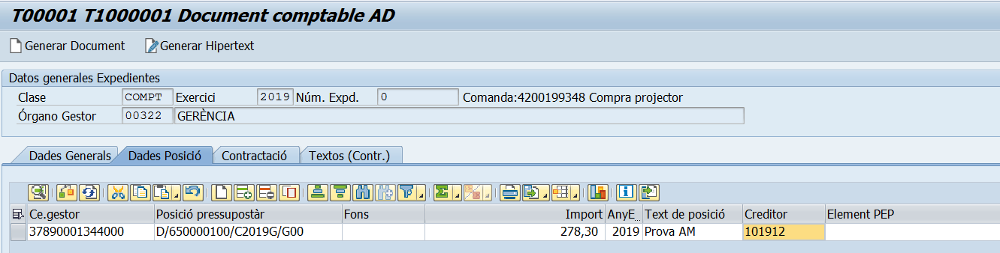 T00001 T1000001 Document comptable AD
Generar Document Generar Hipertext
Datos generales Expedientes
Clase COMPT Exercici 2019 Núm. Expd. 0 Comanda:4200199348 Compra projector
Órgano Gestor 00322 GERÈNCIA
Dades Generals Dades Posició Contractació Textos (Contr.)
Ce.gestor Posició pressupostàr Fons Import AnyE... Text de posició Creditor Element PEP
37890001344000 D/650000100/C2019G/G00 278,30 2019 Prova AM 101912